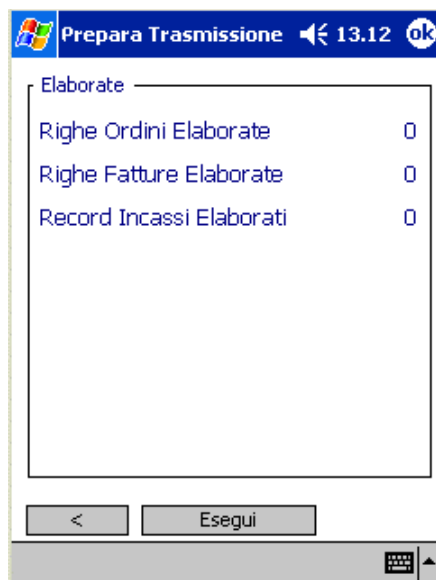 Prepara Trasmissione 13.12 ok
Elaborate
Righe Ordini Elaborate 0
Righe Fatture Elaborate 0
Record Incassi Elaborati 0
< Esegui